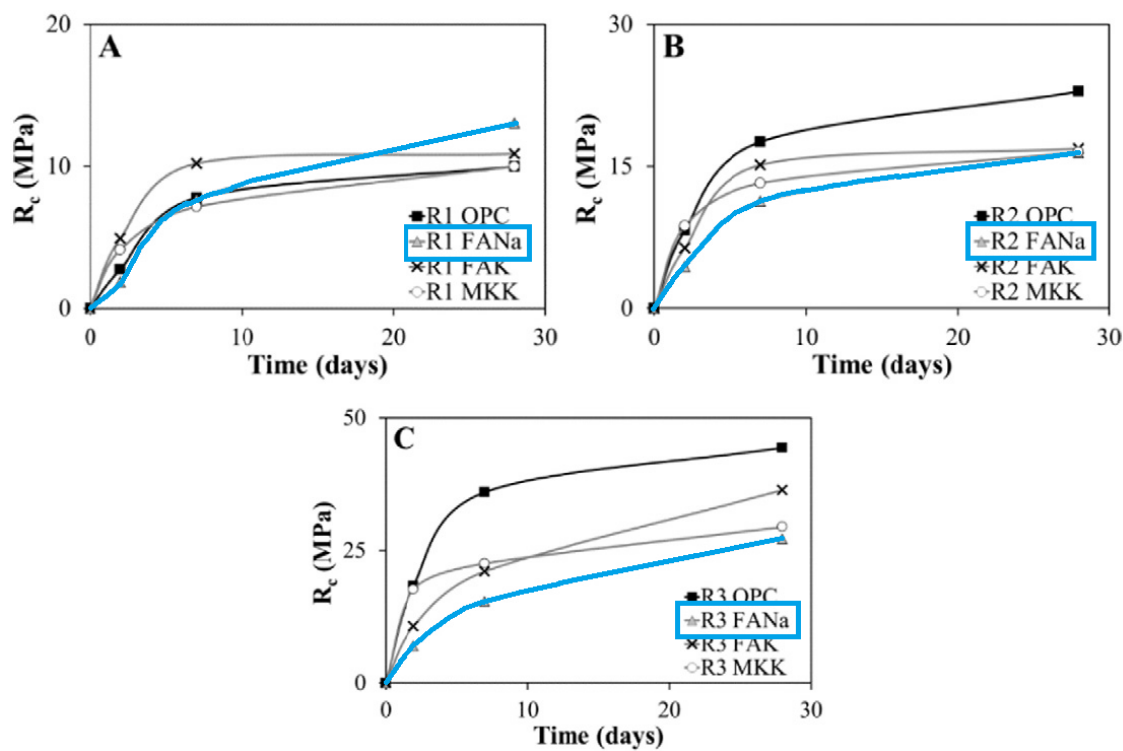 A
20
10
0
R1 OPC
R1 FANa
R1 FAK
R1 MKK
0 10 20 30
Time (days)
Rc (MPa)
B
30
15
0
R2 OPC
R2 FANa
R2 FAK
R2 MKK
0 10 20 30
Time (days)
Rc (MPa)
C
50
25
0
R3 OPC
R3 FANa
R3 FAK
R3 MKK
0 10 20 30
Time (days)
Rc (MPa)